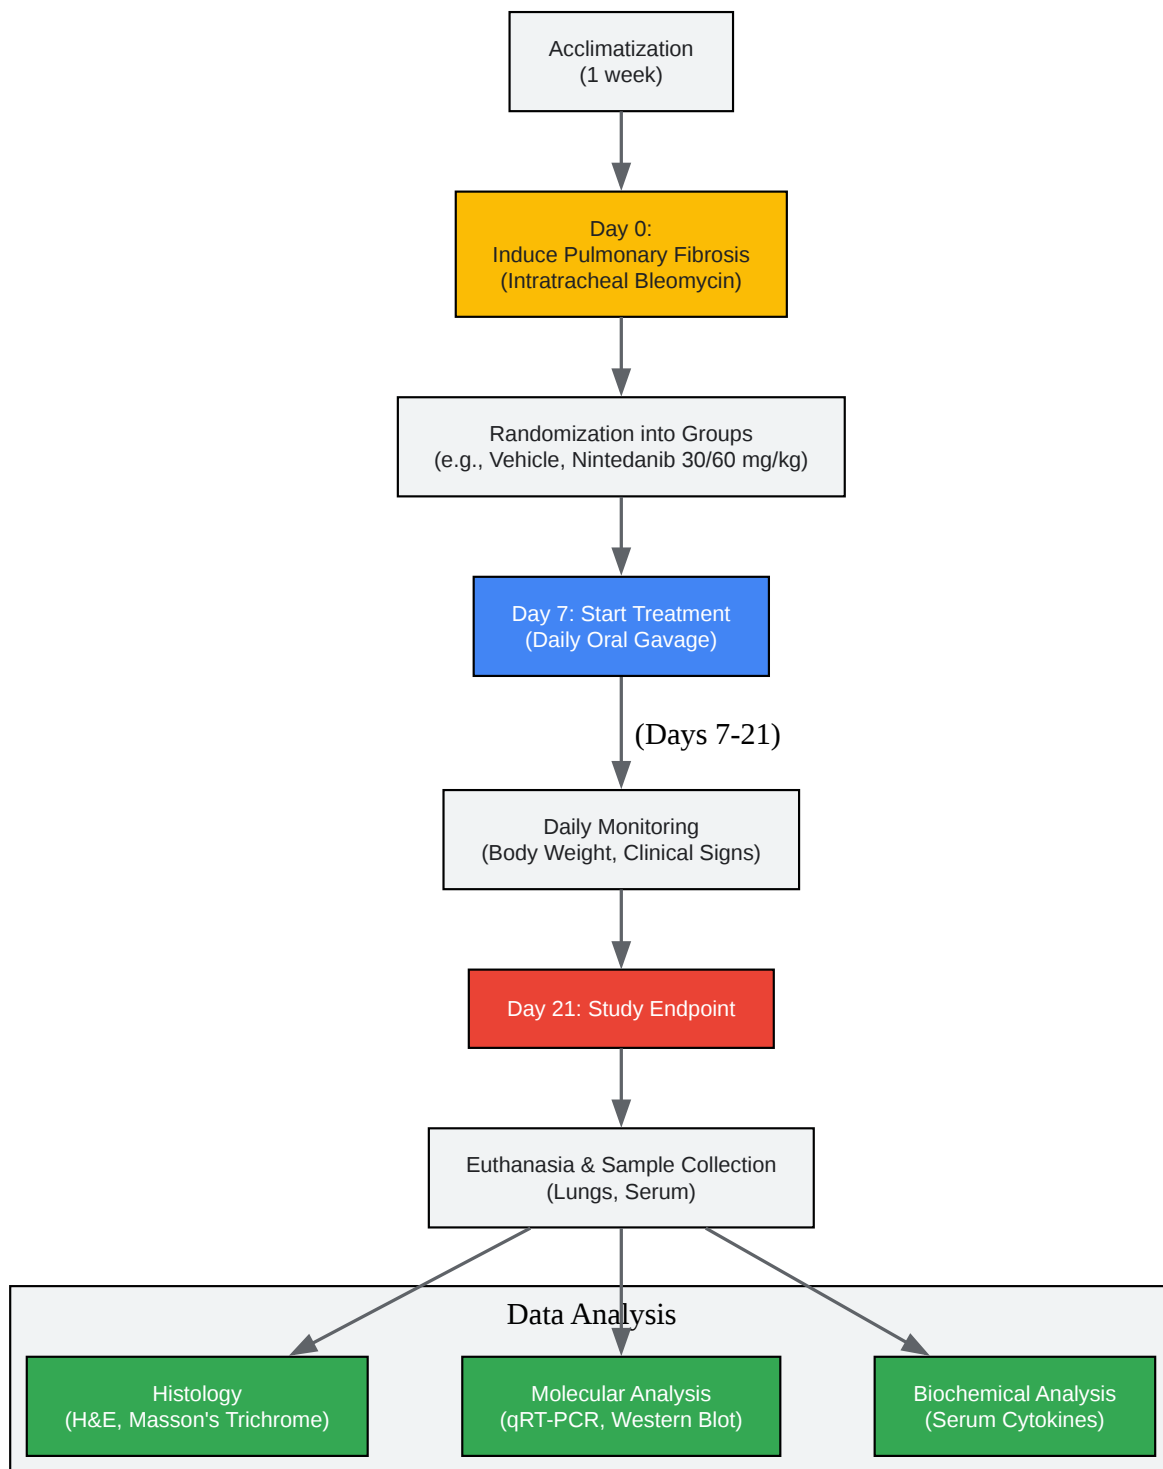 Acclimatization
(1 week)
Day 0:
Induce Pulmonary Fibrosis
(Intratracheal Bleomycin)
Randomization into Groups
(e.g., Vehicle, Nintedanib 30/60 mg/kg)
Day 7: Start Treatment
(Daily Oral Gavage)
(Days 7-21)
Daily Monitoring
(Body Weight, Clinical Signs)
Day 21: Study Endpoint
Euthanasia & Sample Collection
(Lungs, Serum)
Data Analysis
Histology
(H&E, Masson's Trichrome)
Molecular Analysis
(qRT-PCR, Western Blot)
Biochemical Analysis
(Serum Cytokines)